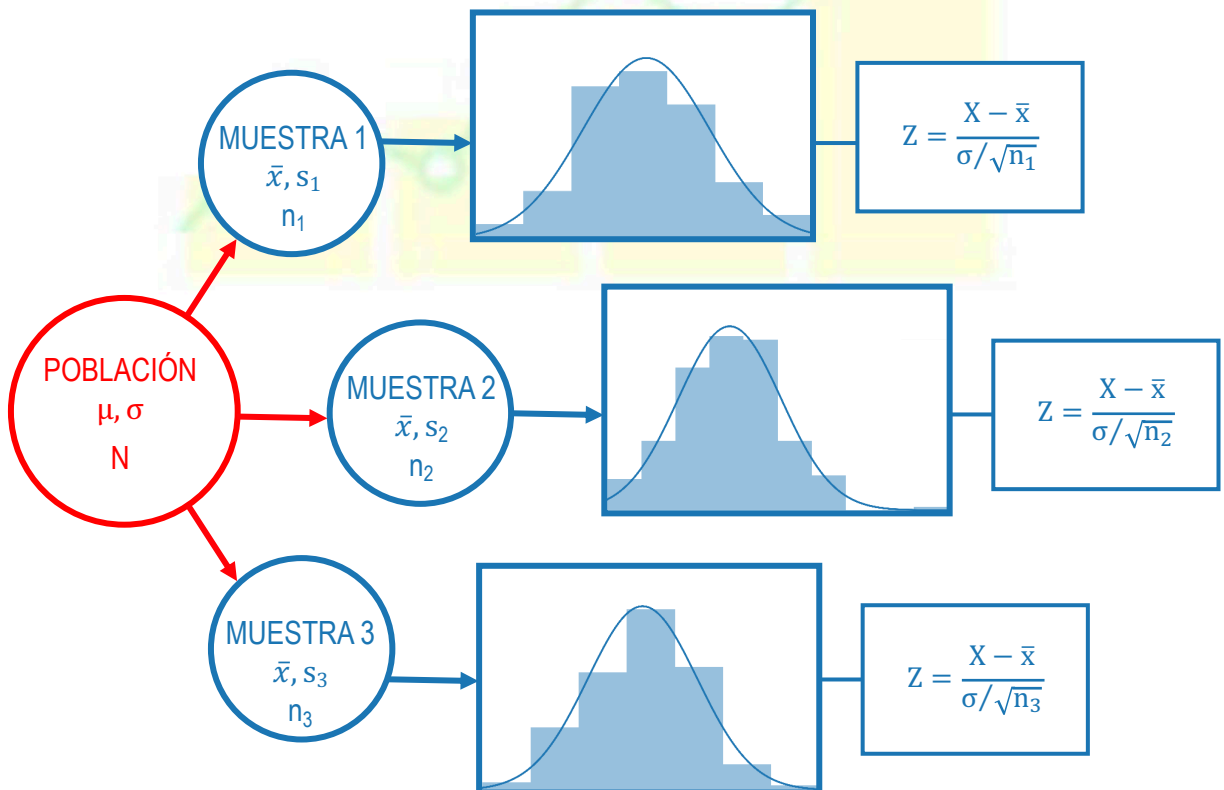 MUESTRA 1
x̄, s₁
n₁
Z = (X − x̄) / (σ/√n₁)
POBLACIÓN
μ, σ
N
MUESTRA 2
x̄, s₂
n₂
Z = (X − x̄) / (σ/√n₂)
MUESTRA 3
x̄, s₃
n₃
Z = (X − x̄) / (σ/√n₃)